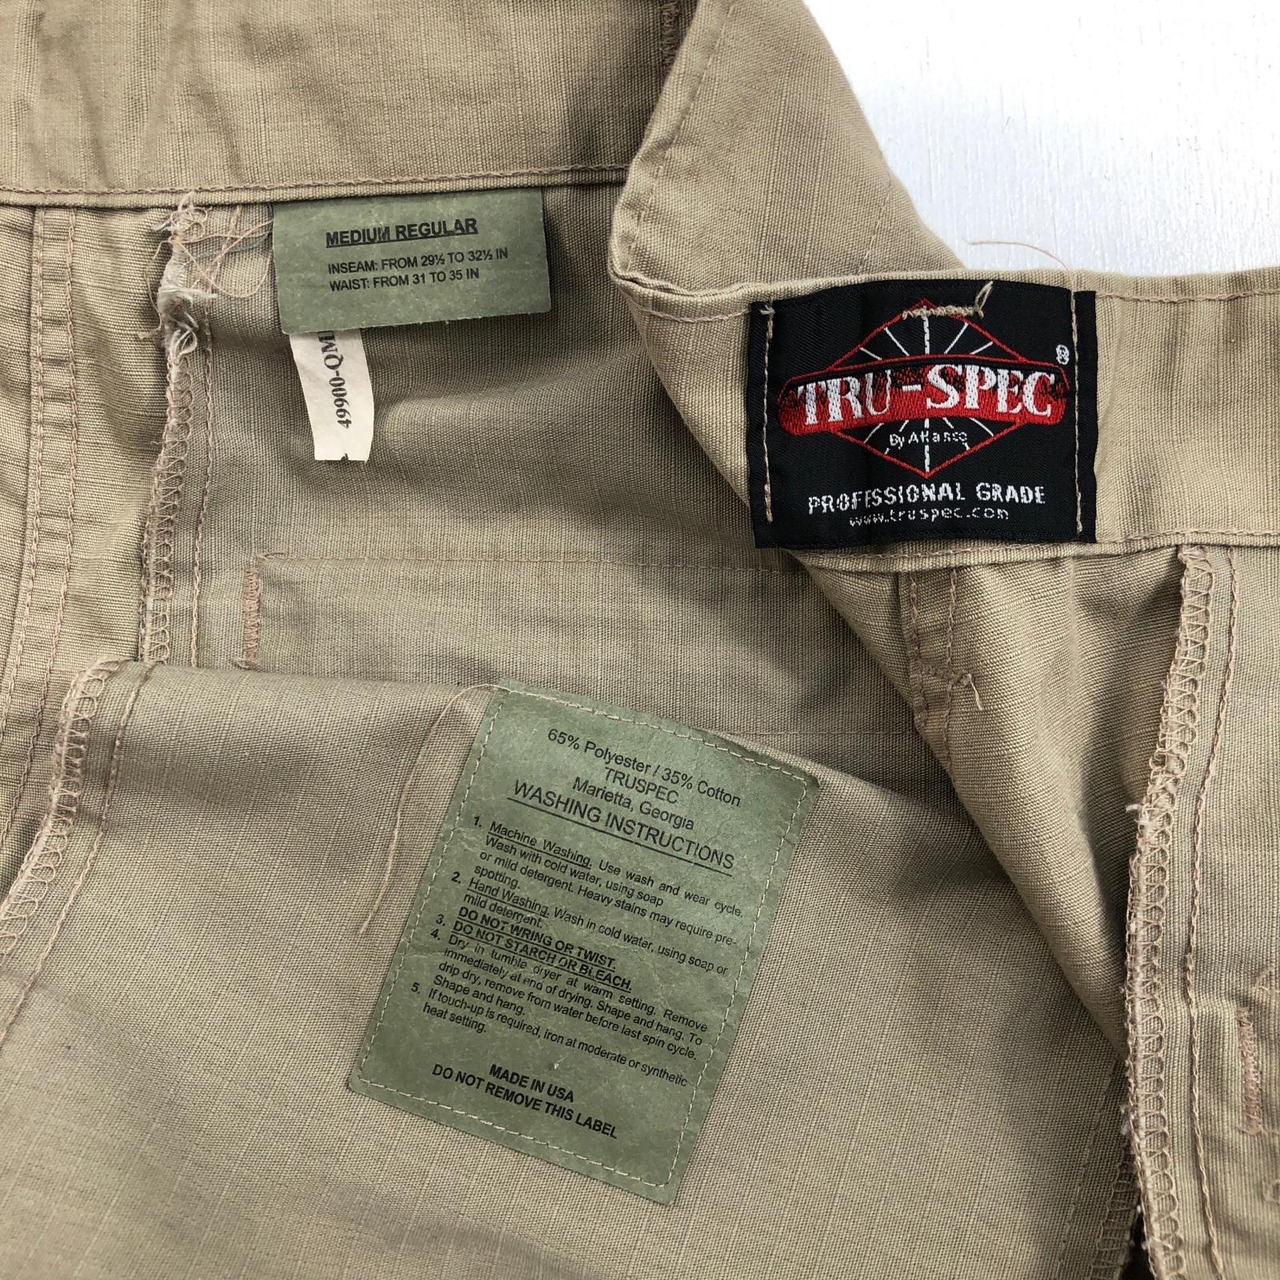 MEDIUM REGULAR
INSEAM: FROM 29½ TO 32½ IN
WAIST: FROM 31 TO 35 IN
49900-QM
TRU-SPEC®
By Atlanco
PROFESSIONAL GRADE
www.truspec.com
65% Polyester / 35% Cotton
TRUSPEC
Marietta, Georgia
WASHING INSTRUCTIONS
1. Machine Washing. Use wash and wear cycle.
Wash with cold water, using soap
or mild detergent. Heavy stains may require pre-
spotting.
2. Hand Washing. Wash in cold water, using soap or
mild detement.
3. DO NOT WRING OR TWIST.
4. DO NOT STARCH OR BLEACH.
Dry in tumble dryer at warm setting. Remove
immediately at end of drying. Shape and hang. To
drip dry, remove from water before last spin cycle.
Shape and hang.
5. If touch-up is required, iron at moderate or synthetic
heat setting.
MADE IN USA
DO NOT REMOVE THIS LABEL